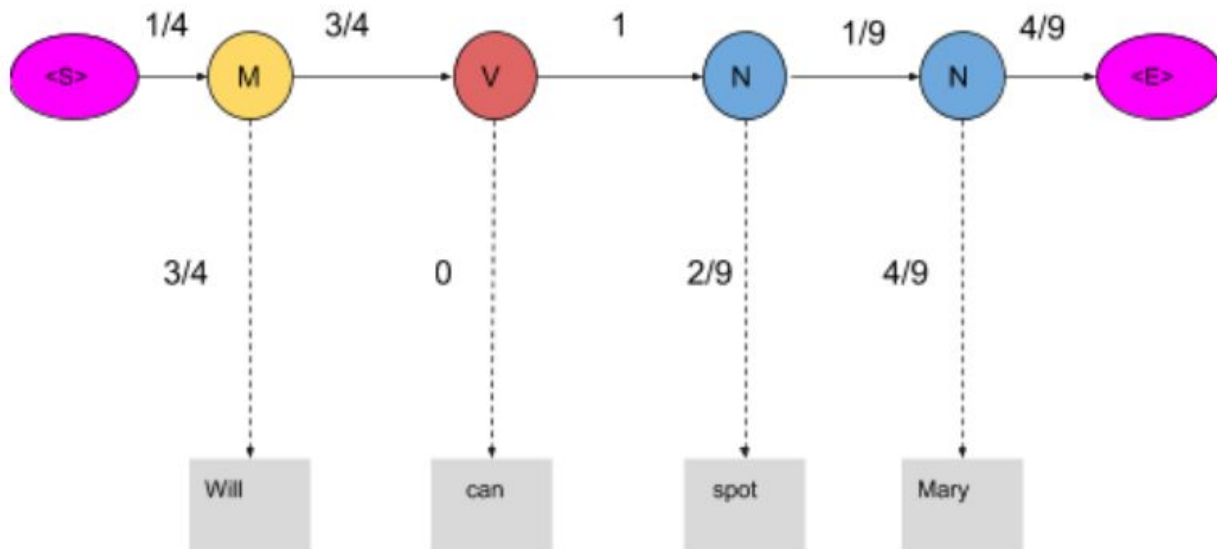 1/4 3/4 1 1/9 4/9
<S> M V N N <E>
3/4 0 2/9 4/9
Will can spot Mary